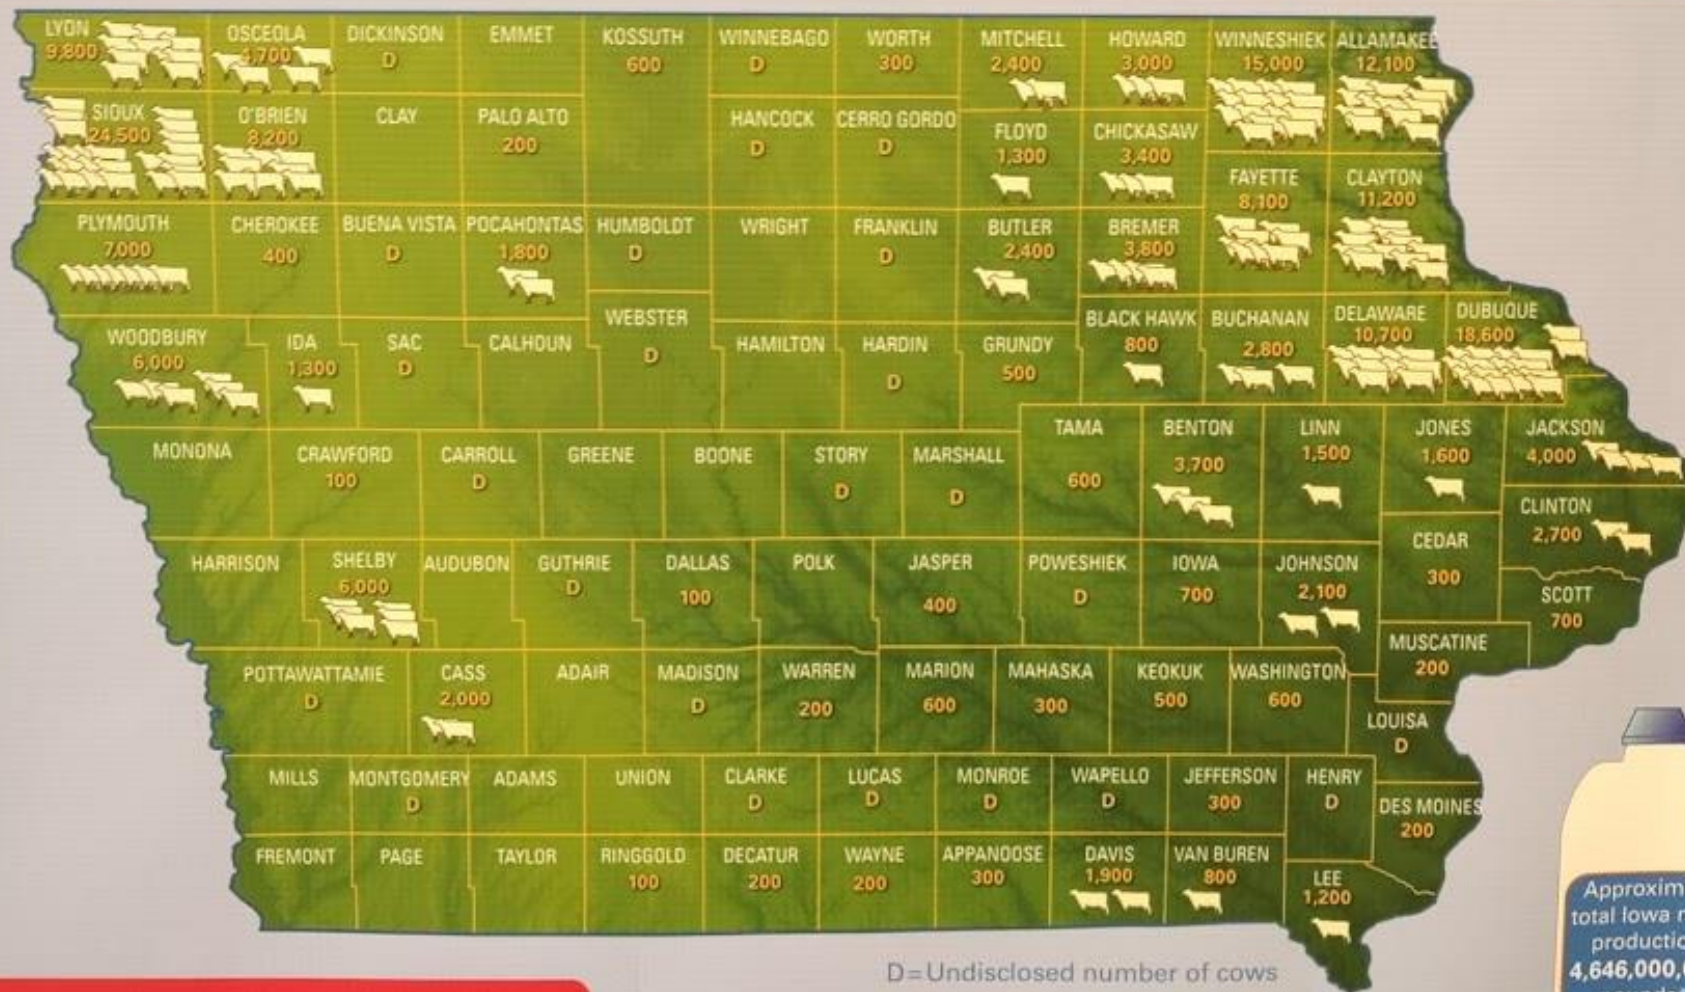 LYON
9,800
OSCEOLA
4,700
DICKINSON
D
EMMET
KOSSUTH
600
WINNEBAGO
D
WORTH
300
MITCHELL
2,400
HOWARD
3,000
WINNESHIEK
15,000
ALLAMAKEE
12,100
SIOUX
24,500
O'BRIEN
8,200
CLAY
PALO ALTO
200
HANCOCK
D
CERRO GORDO
D
FLOYD
1,300
CHICKASAW
3,400
FAYETTE
8,100
CLAYTON
11,200
PLYMOUTH
7,000
CHEROKEE
400
BUENA VISTA
D
POCAHONTAS
1,800
HUMBOLDT
D
WRIGHT
FRANKLIN
D
BUTLER
2,400
BREMER
3,800
WOODBURY
6,000
IDA
1,300
SAC
D
CALHOUN
WEBSTER
D
HAMILTON
HARDIN
D
GRUNDY
500
BLACK HAWK
800
BUCHANAN
2,800
DELAWARE
10,700
DUBUQUE
18,600
MONONA
CRAWFORD
100
CARROLL
D
GREENE
BOONE
STORY
D
MARSHALL
D
TAMA
600
BENTON
3,700
LINN
1,500
JONES
1,600
JACKSON
4,000
CLINTON
2,700
HARRISON
SHELBY
6,000
AUDUBON
GUTHRIE
D
DALLAS
100
POLK
JASPER
400
POWESHIEK
D
IOWA
700
JOHNSON
2,100
CEDAR
300
SCOTT
700
MUSCATINE
200
POTTAWATTAMIE
D
CASS
2,000
ADAIR
MADISON
D
WARREN
200
MARION
600
MAHASKA
300
KEOKUK
500
WASHINGTON
600
LOUISA
D
MILLS
MONTGOMERY
D
ADAMS
UNION
CLARKE
D
LUCAS
D
MONROE
D
WAPELLO
D
JEFFERSON
300
HENRY
D
DES MOINES
200
FREMONT
PAGE
TAYLOR
RINGGOLD
100
DECATUR
200
WAYNE
200
APPANOOSE
300
DAVIS
1,900
VAN BUREN
800
LEE
1,200
D=Undisclosed number of cows
Approxim
total Iowa
productio
4,646,000,